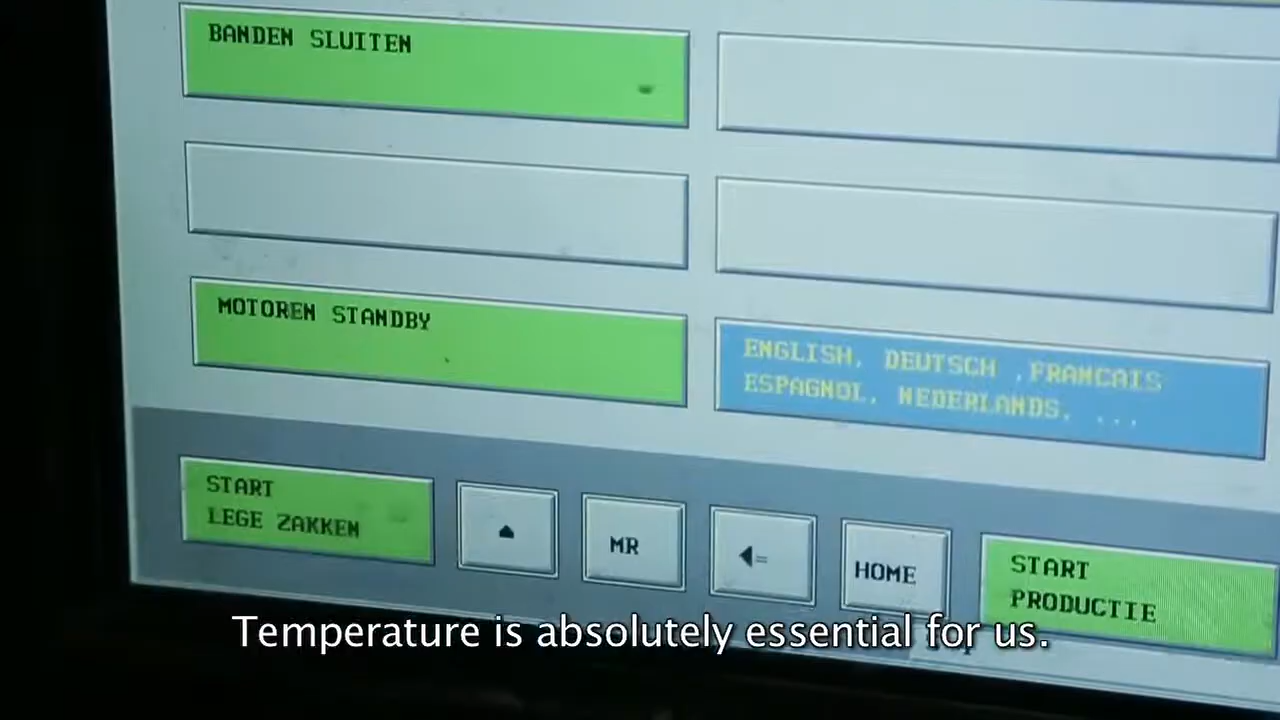 BANDEN SLUITEN
MOTOREN STANDBY
ENGLISH, DEUTSCH ,FRANCAIS
ESPAGNOL, NEDERLANDS, ...
START
LEGE ZAKKEN
MR
HOME
START
PRODUCTIE
Temperature is absolutely essential for us.